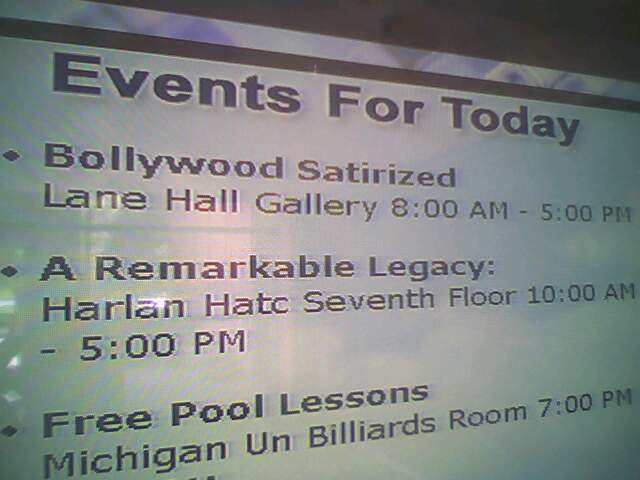 Events For Today
• Bollywood Satirized
Lane Hall Gallery 8:00 AM - 5:00 PM
• A Remarkable Legacy:
Harlan Hatc Seventh Floor 10:00 AM
- 5:00 PM
• Free Pool Lessons
Michigan Un Billiards Room 7:00 PM